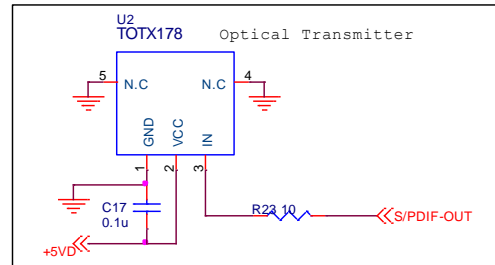 U2
TOTX178
Optical Transmitter
5
N.C
N.C
4
GND
VCC
IN
1
2
3
C17
0.1u
R23 10
S/PDIF-OUT
+5VD